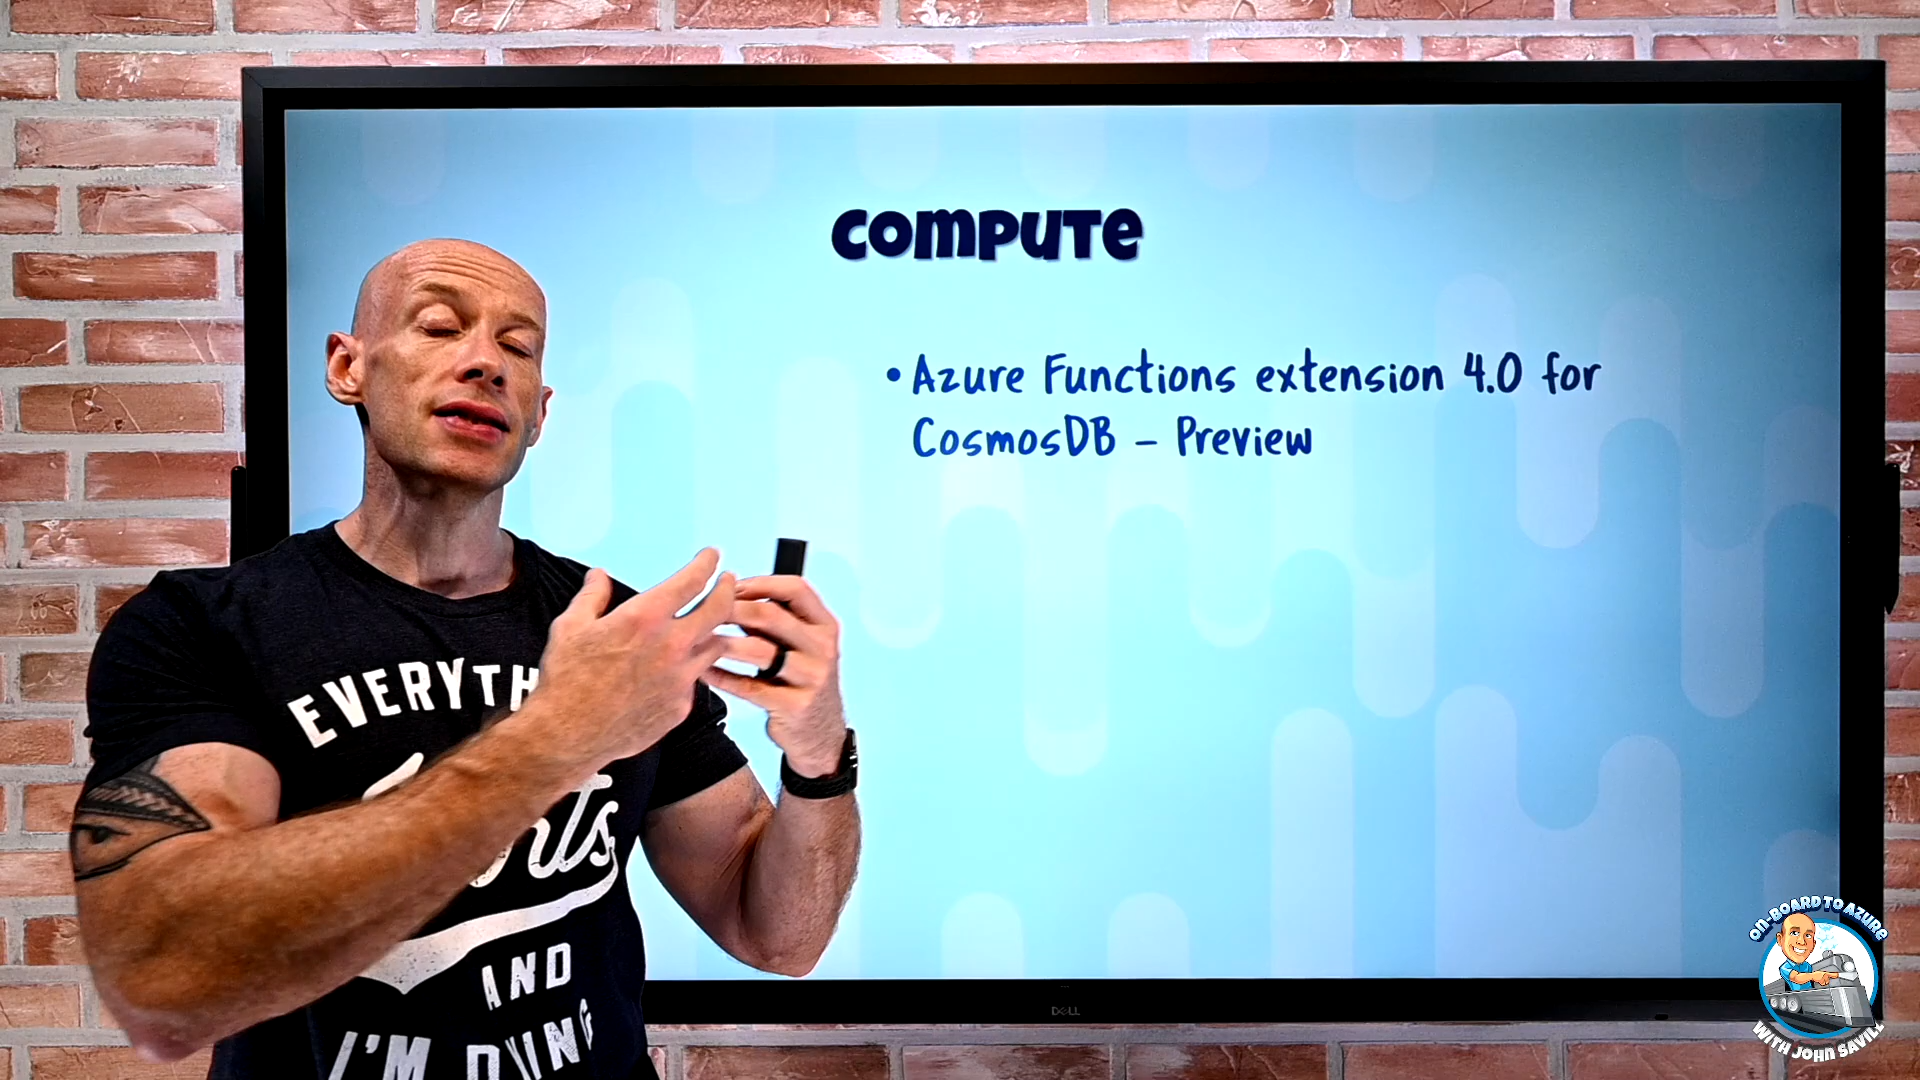 COMPUTE
• Azure Functions extension 4.0 for
CosmosDB – Preview
EVERYTH
AND
I'M DYING
DELL
ON-BOARD TO AZURE
WITH JOHN SAVILL